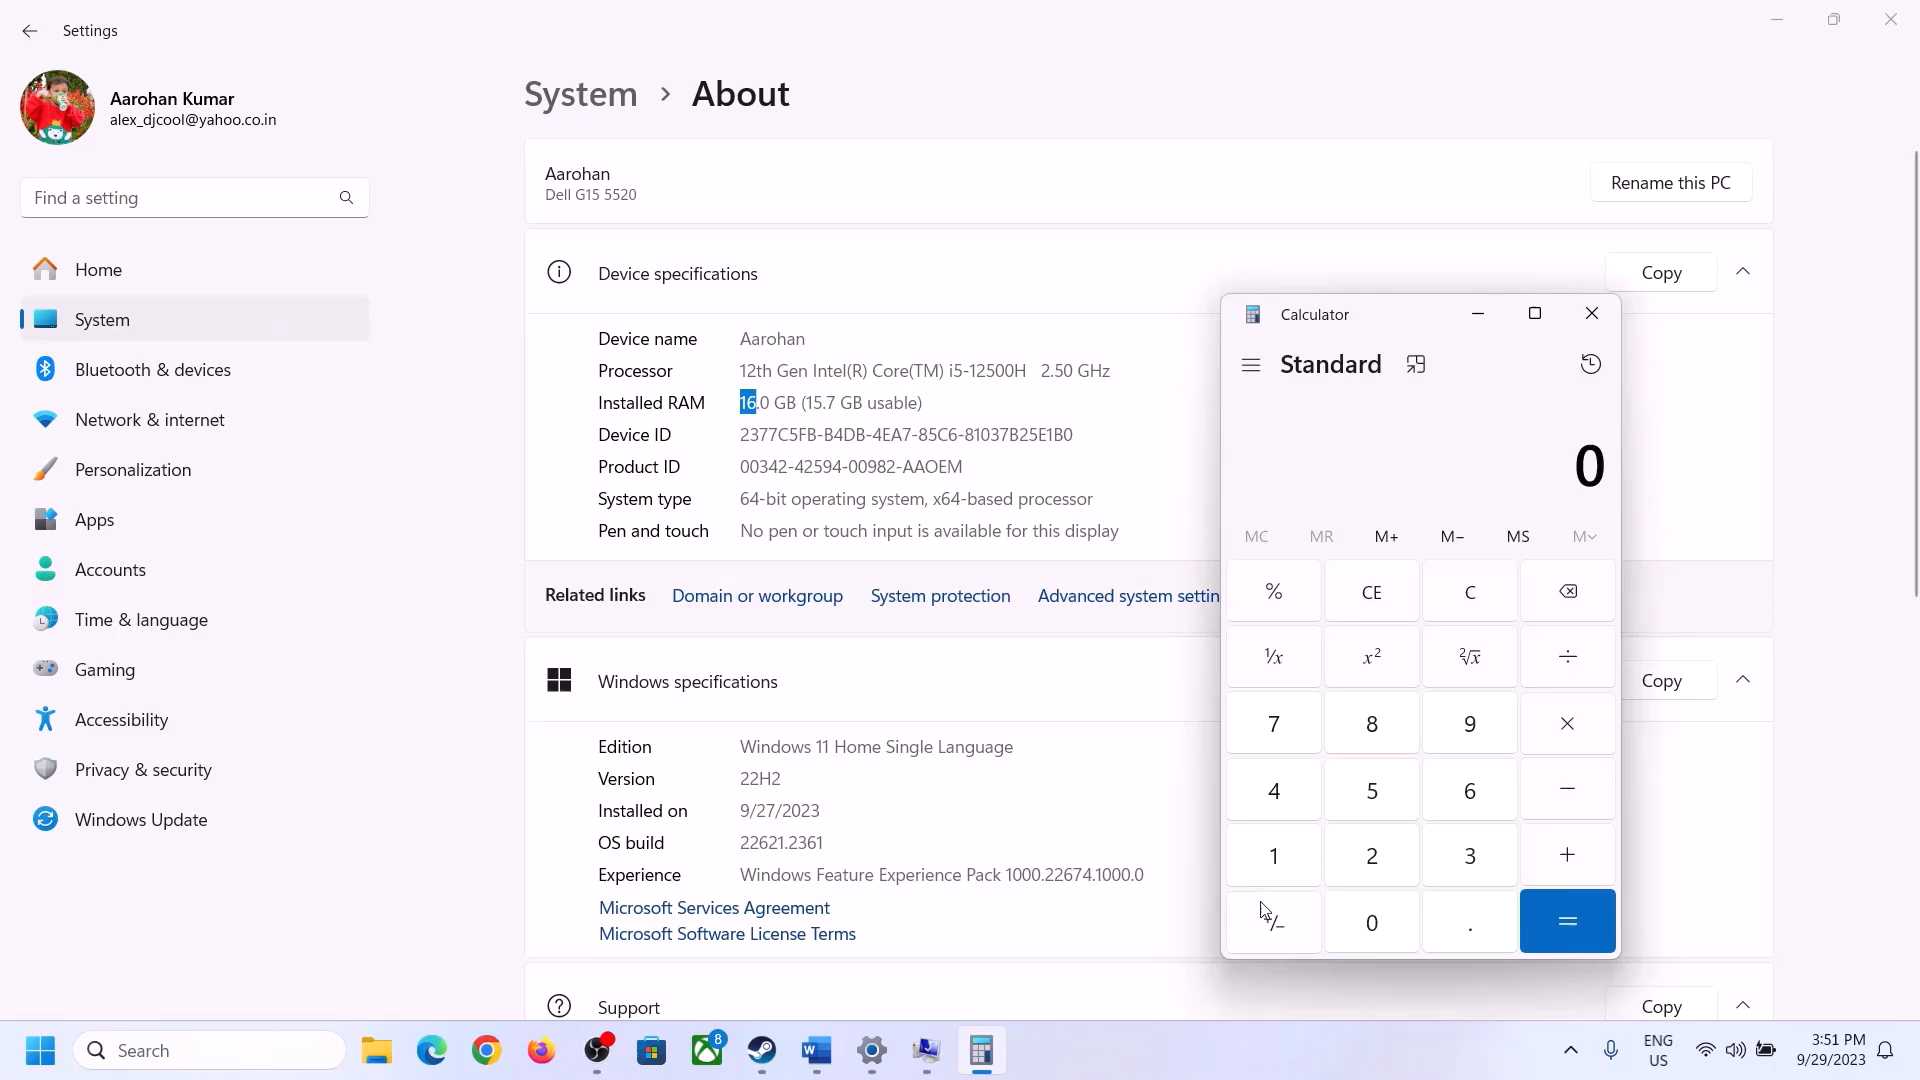 Settings
Aarohan Kumar
alex_djcool@yahoo.co.in
Find a setting
Home
System
Bluetooth & devices
Network & internet
Personalization
Apps
Accounts
Time & language
Gaming
Accessibility
Privacy & security
Windows Update
System > About
Aarohan
Dell G15 5520
Rename this PC
Device specifications
Copy
Device name Aarohan
Processor 12th Gen Intel(R) Core(TM) i5-12500H 2.50 GHz
Installed RAM 16.0 GB (15.7 GB usable)
Device ID 2377C5FB-B4DB-4EA7-85C6-81037B25E1B0
Product ID 00342-42594-00982-AAOEM
System type 64-bit operating system, x64-based processor
Pen and touch No pen or touch input is available for this display
Related links Domain or workgroup System protection Advanced system settin
Windows specifications
Copy
Edition Windows 11 Home Single Language
Version 22H2
Installed on 9/27/2023
OS build 22621.2361
Experience Windows Feature Experience Pack 1000.22674.1000.0
Microsoft Services Agreement
Microsoft Software License Terms
Support
Copy
Calculator
Standard
0
MC MR M+ M− MS M
% CE C
⅟x x² ²√x ÷
7 8 9 ×
4 5 6 −
1 2 3 +
+/− 0 . =
Search
8
ENG
US
3:51 PM
9/29/2023